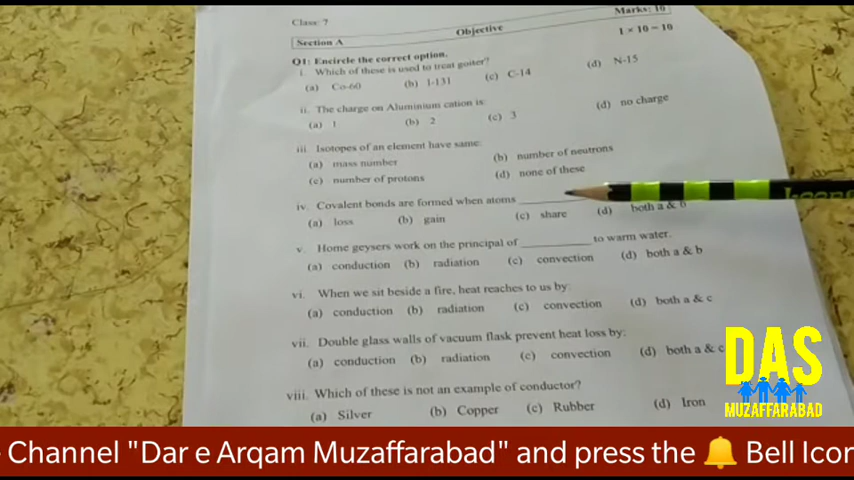 Class: 7
Marks: 10
Section A Objective 1 × 10 = 10
Q1: Encircle the correct option.
i. Which of these is used to treat goiter?
(a) Co-60 (b) I-131 (c) C-14 (d) N-15
ii. The charge on Aluminium cation is:
(a) 1 (b) 2 (c) 3 (d) no charge
iii. Isotopes of an element have same:
(a) mass number (b) number of neutrons
(c) number of protons (d) none of these
iv. Covalent bonds are formed when atoms ________
(a) loss (b) gain (c) share (d) both a & b
v. Home geysers work on the principal of __________ to warm water.
(a) conduction (b) radiation (c) convection (d) both a & b
vi. When we sit beside a fire, heat reaches to us by:
(a) conduction (b) radiation (c) convection (d) both a & c
vii. Double glass walls of vacuum flask prevent heat loss by:
(a) conduction (b) radiation (c) convection (d) both a & c
viii. Which of these is not an example of conductor?
(a) Silver (b) Copper (c) Rubber (d) Iron
DAS
MUZAFFARABAD
Channel "Dar e Arqam Muzaffarabad" and press the 🔔 Bell Icon